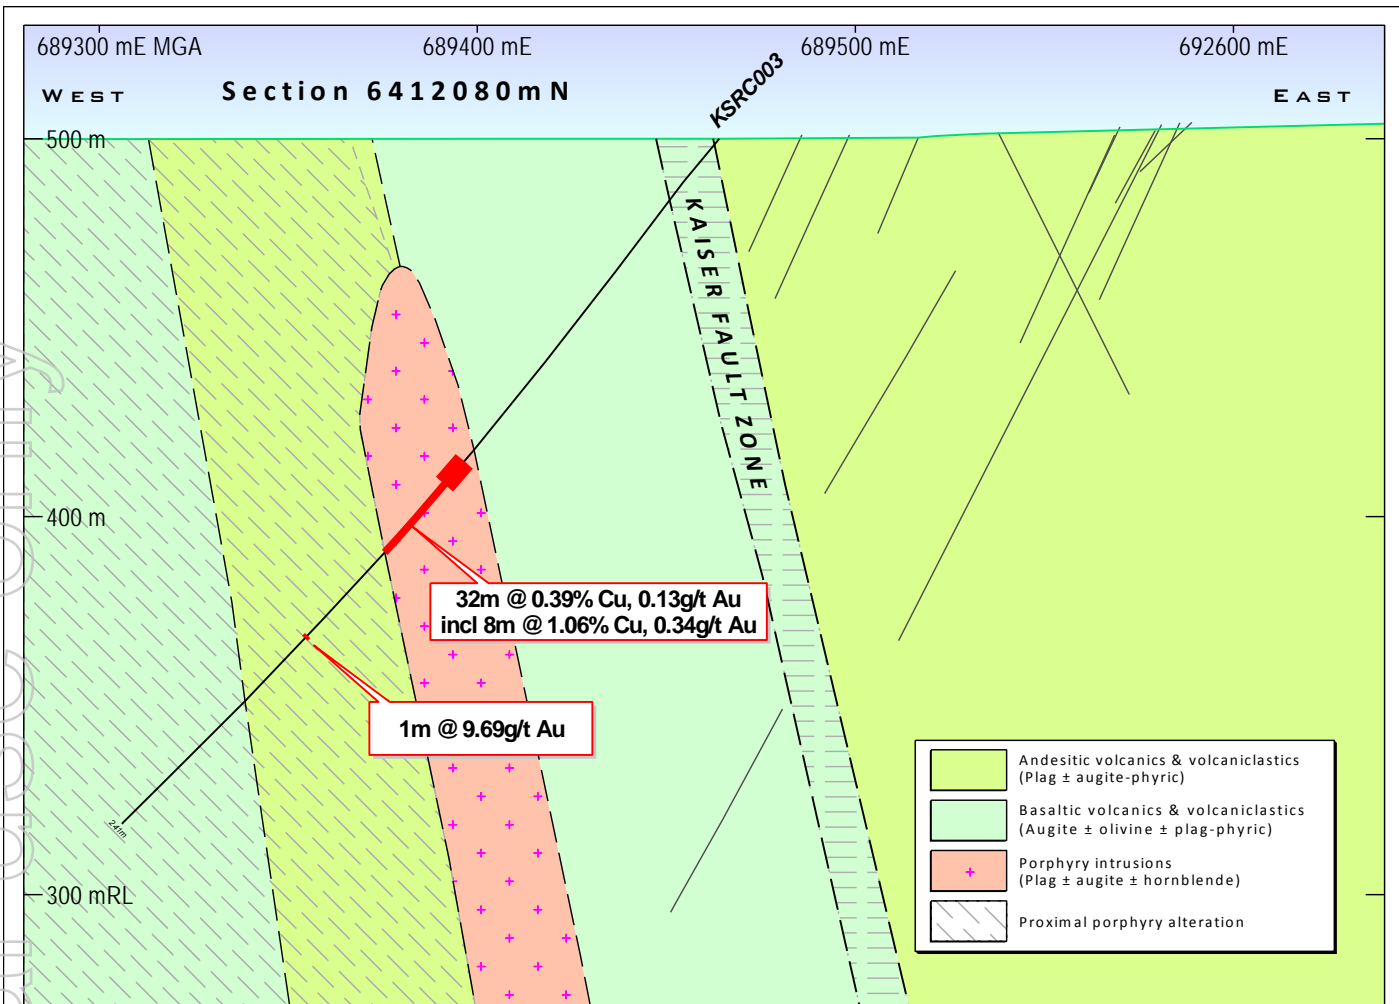 689300 mE MGA 689400 mE 689500 mE 692600 mE
WEST Section 6412080mN KSRC003 EAST
500 m
KAISER FAULT ZONE
400 m
32m @ 0.39% Cu, 0.13g/t Au
incl 8m @ 1.06% Cu, 0.34g/t Au
1m @ 9.69g/t Au
241m
300 mRL
Andesitic volcanics & volcaniclastics
(Plag ± augite-phyric)
Basaltic volcanics & volcaniclastics
(Augite ± olivine ± plag-phyric)
Porphyry intrusions
(Plag ± augite ± hornblende)
Proximal porphyry alteration